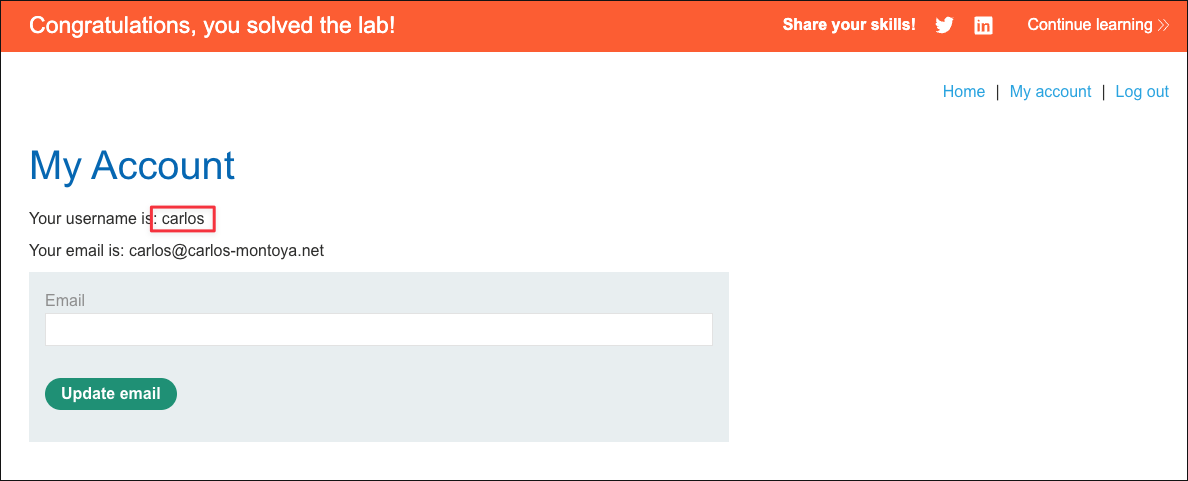 Congratulations, you solved the lab!
Share your skills!
Continue learning
Home | My account | Log out
My Account
Your username is: carlos
Your email is: carlos@carlos-montoya.net
Email
Update email